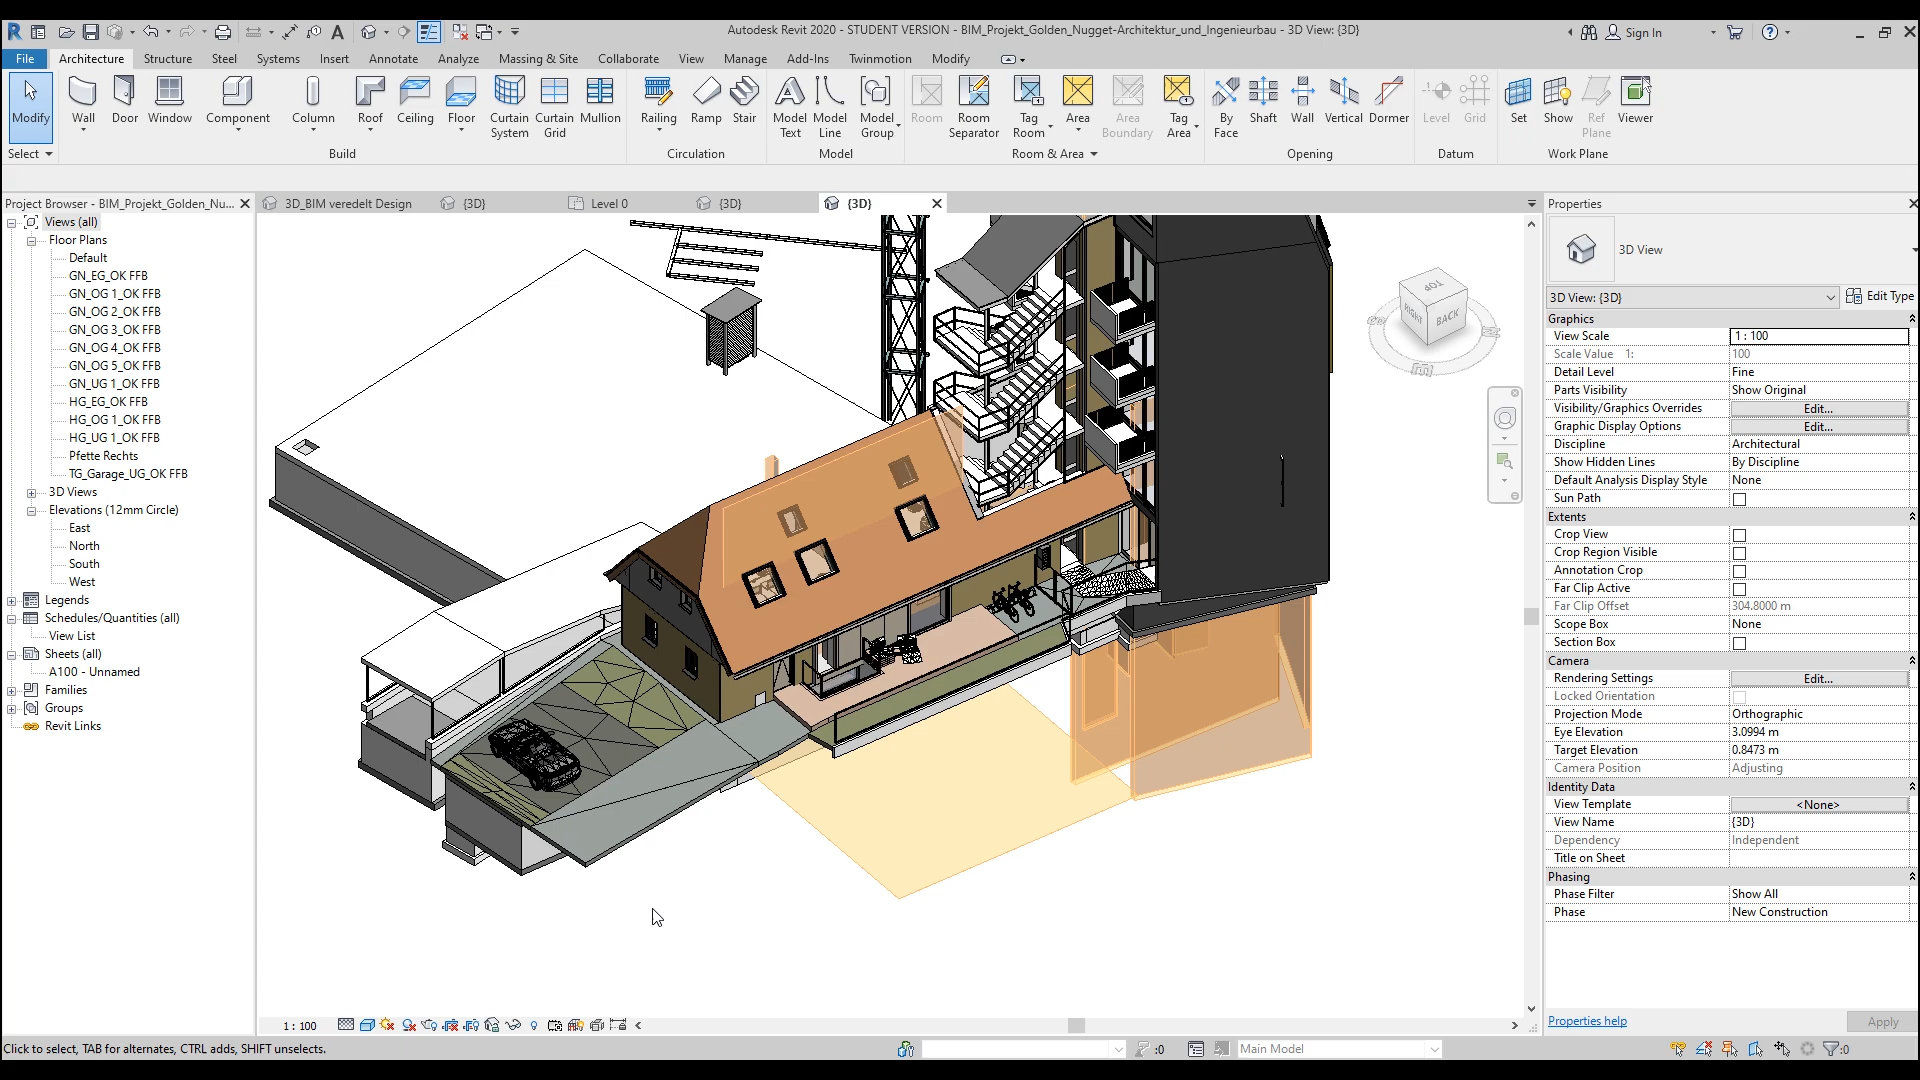 Autodesk Revit 2020 - STUDENT VERSION - BIM_Projekt_Golden_Nugget-Architektur_und_Ingenieurbau - 3D View: {3D}
Sign In
File Architecture Structure Steel Systems Insert Annotate Analyze Massing & Site Collaborate View Manage Add-Ins Twinmotion Modify
Modify Wall Door Window Component Column Roof Ceiling Floor Curtain System Curtain Grid Mullion Railing Ramp Stair Model Text Model Line Model Group Room Room Separator Tag Room Area Area Boundary Tag Area By Face Shaft Wall Vertical Dormer Level Grid Set Show Ref Plane Viewer
Select Build Circulation Model Room & Area Opening Datum Work Plane
Project Browser - BIM_Projekt_Golden_Nu...
3D_BIM veredelt Design {3D} Level 0 {3D} {3D}
Views (all)
Floor Plans
Default
GN_EG_OK FFB
GN_OG 1_OK FFB
GN_OG 2_OK FFB
GN_OG 3_OK FFB
GN_OG 4_OK FFB
GN_OG 5_OK FFB
GN_UG 1_OK FFB
HG_EG_OK FFB
HG_OG 1_OK FFB
HG_UG 1_OK FFB
Pfette Rechts
TG_Garage_UG_OK FFB
3D Views
Elevations (12mm Circle)
East
North
South
West
Legends
Schedules/Quantities (all)
View List
Sheets (all)
A100 - Unnamed
Families
Groups
Revit Links
TOP
RIGHT BACK
Properties
3D View
3D View: {3D} Edit Type
Graphics
View Scale 1 : 100
Scale Value 1: 100
Detail Level Fine
Parts Visibility Show Original
Visibility/Graphics Overrides Edit...
Graphic Display Options Edit...
Discipline Architectural
Show Hidden Lines By Discipline
Default Analysis Display Style None
Sun Path
Extents
Crop View
Crop Region Visible
Annotation Crop
Far Clip Active
Far Clip Offset 304.8000 m
Scope Box None
Section Box
Camera
Rendering Settings Edit...
Locked Orientation
Projection Mode Orthographic
Eye Elevation 3.0994 m
Target Elevation 0.8473 m
Camera Position Adjusting
Identity Data
View Template <None>
View Name {3D}
Dependency Independent
Title on Sheet
Phasing
Phase Filter Show All
Phase New Construction
Properties help Apply
1 : 100
Click to select, TAB for alternates, CTRL adds, SHIFT unselects.
:0
Main Model
:0